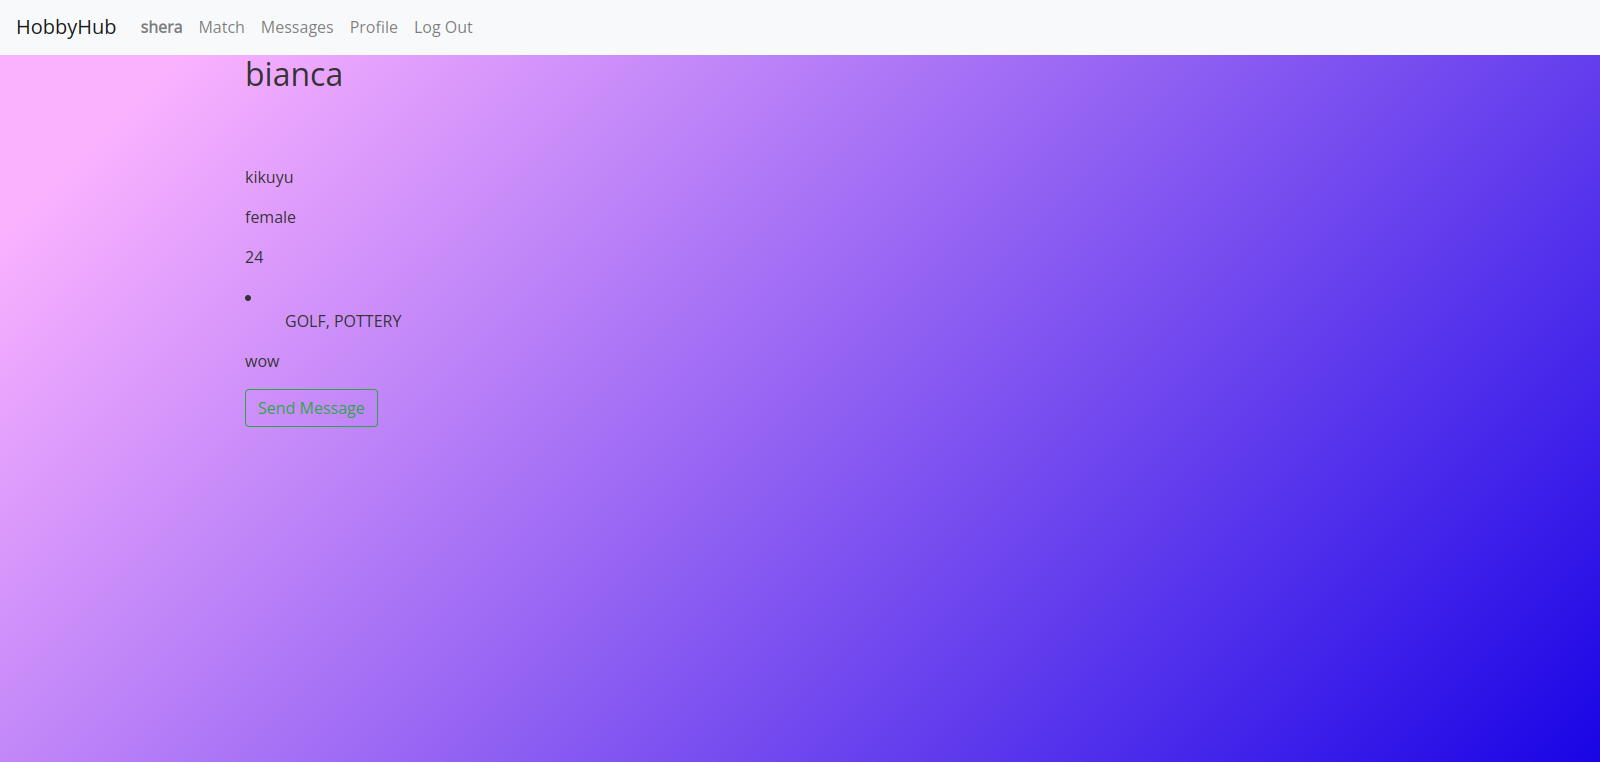 HobbyHub shera Match Messages Profile Log Out
bianca
kikuyu
female
24
GOLF, POTTERY
wow
Send Message